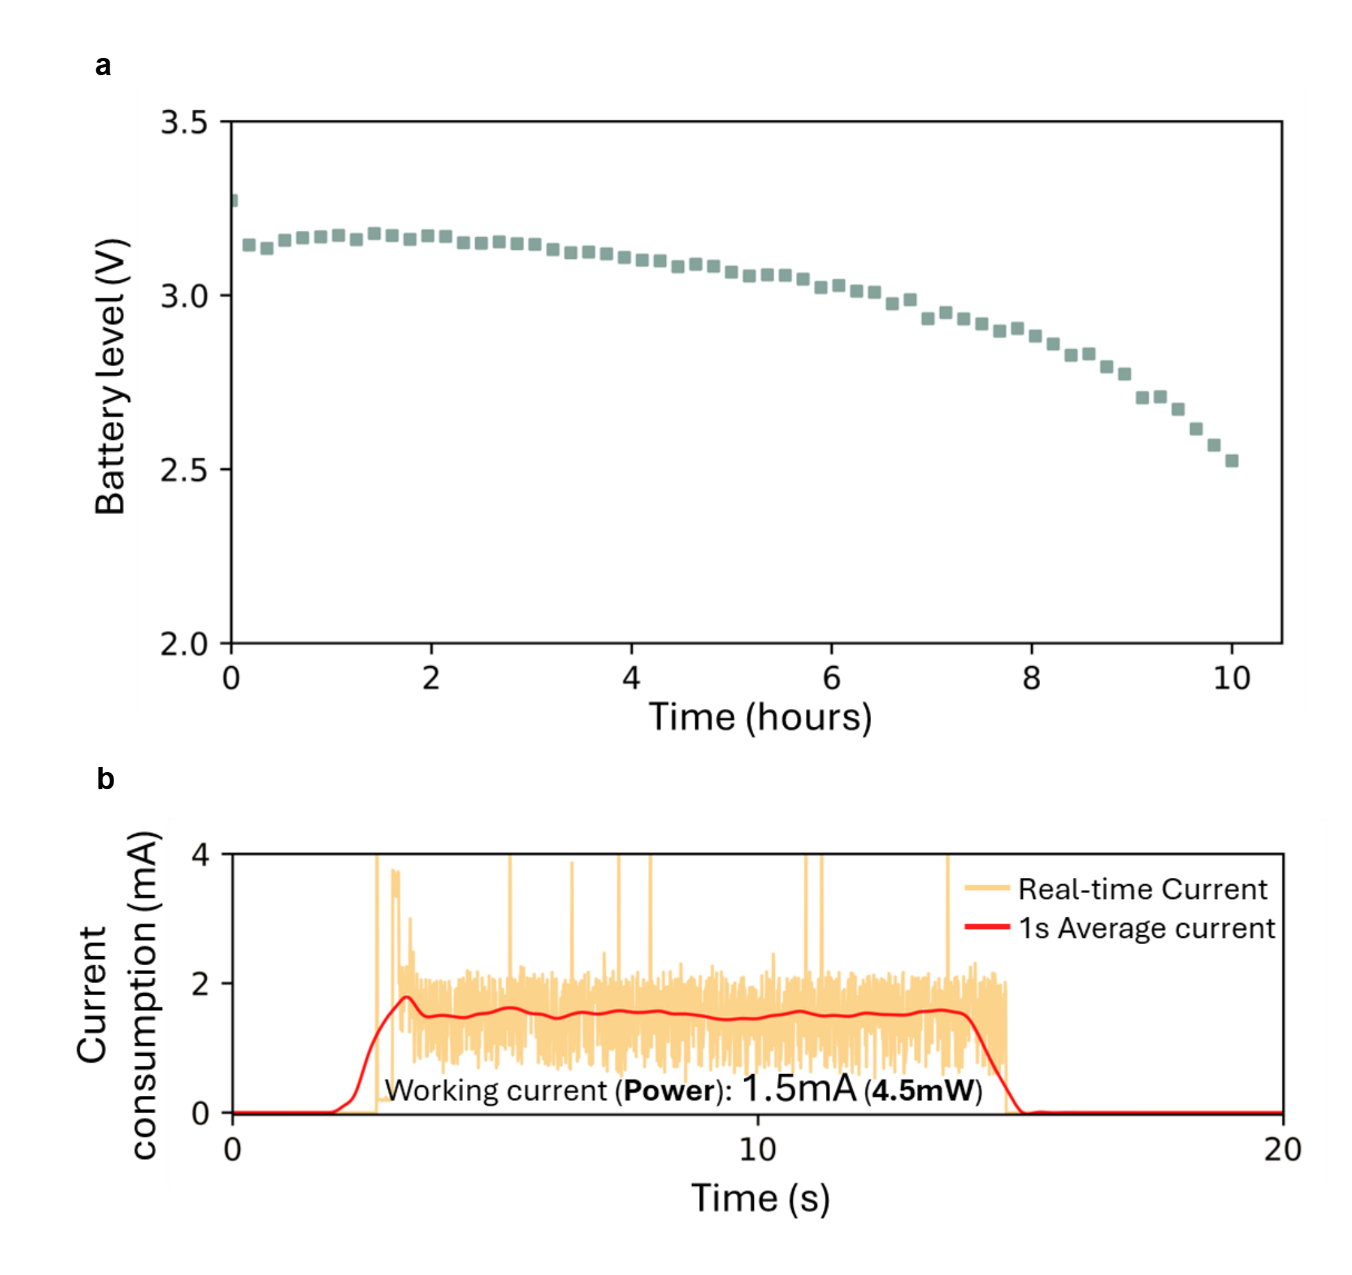 a
3.5
3.0
2.5
2.0
Battery level (V)
0 2 4 6 8 10
Time (hours)
b
4
2
0
Current
consumption (mA)
Real-time Current
1s Average current
Working current (Power): 1.5mA (4.5mW)
0 10 20
Time (s)